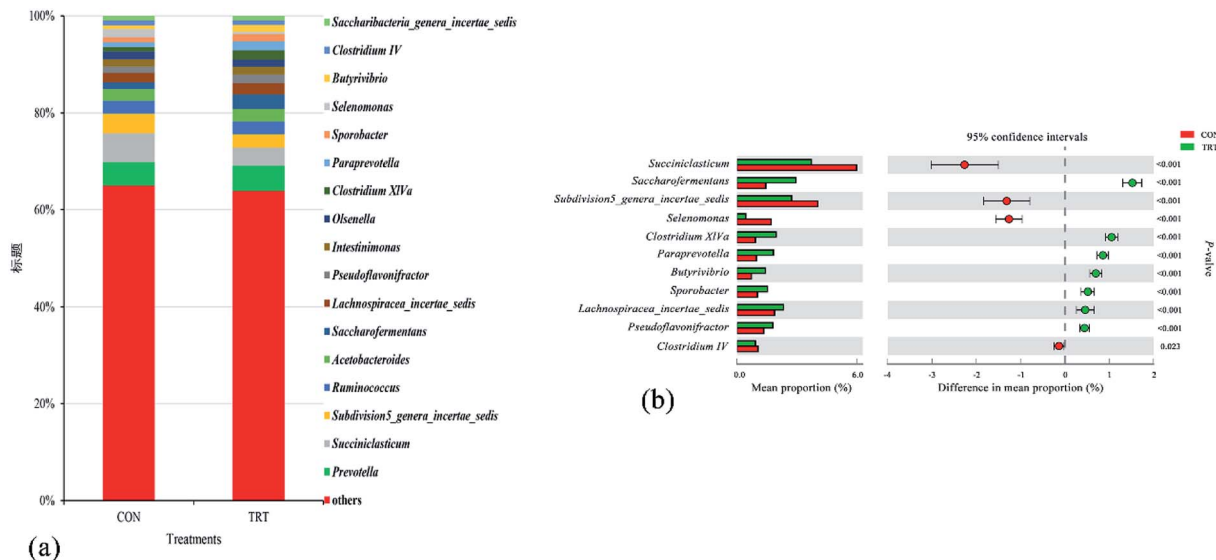 100%
80%
60%
40%
20%
0%
标题
CON
TRT
Treatments
(a)
Saccharibacteria_genera_incertae_sedis
Clostridium IV
Butyrivibrio
Selenomonas
Sporobacter
Paraprevotella
Clostridium XlVa
Olsenella
Intestinimonas
Pseudoflavonifractor
Lachnospiracea_incertae_sedis
Saccharofermentans
Acetobacteroides
Ruminococcus
Subdivision5_genera_incertae_sedis
Succiniclasticum
Prevotella
others
95% confidence intervals
CON
TRT
Succiniclasticum <0.001
Saccharofermentans <0.001
Subdivision5_genera_incertae_sedis <0.001
Selenomonas <0.001
Clostridium XlVa <0.001
Paraprevotella <0.001
Butyrivibrio <0.001
Sporobacter <0.001
Lachnospiracea_incertae_sedis <0.001
Pseudoflavonifractor <0.001
Clostridium IV 0.023
P-valve
0.0 6.0
Mean proportion (%)
-4 -3 -2 -1 0 1 2
Difference in mean proportion (%)
(b)